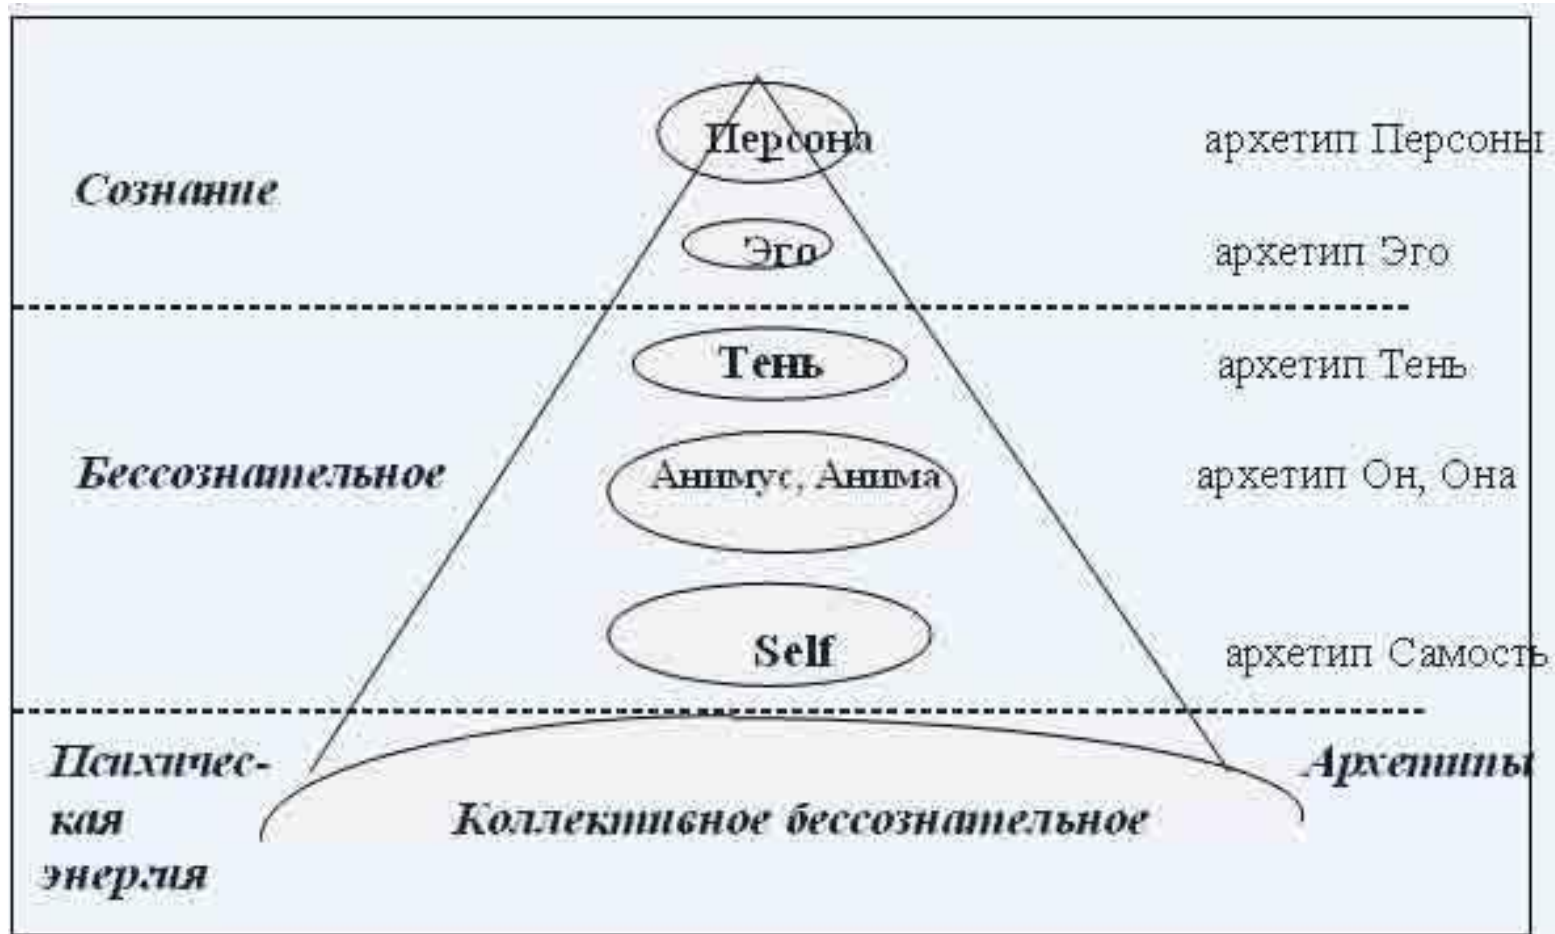 Персона
архетип Персоны
Сознание
Эго
архетип Эго
Тень
архетип Тень
Бессознательное
Анимус, Анима
архетип Он, Она
Self
архетип Самость
Психичес-
кая
энергия
Архетипы
Коллективное бессознательное